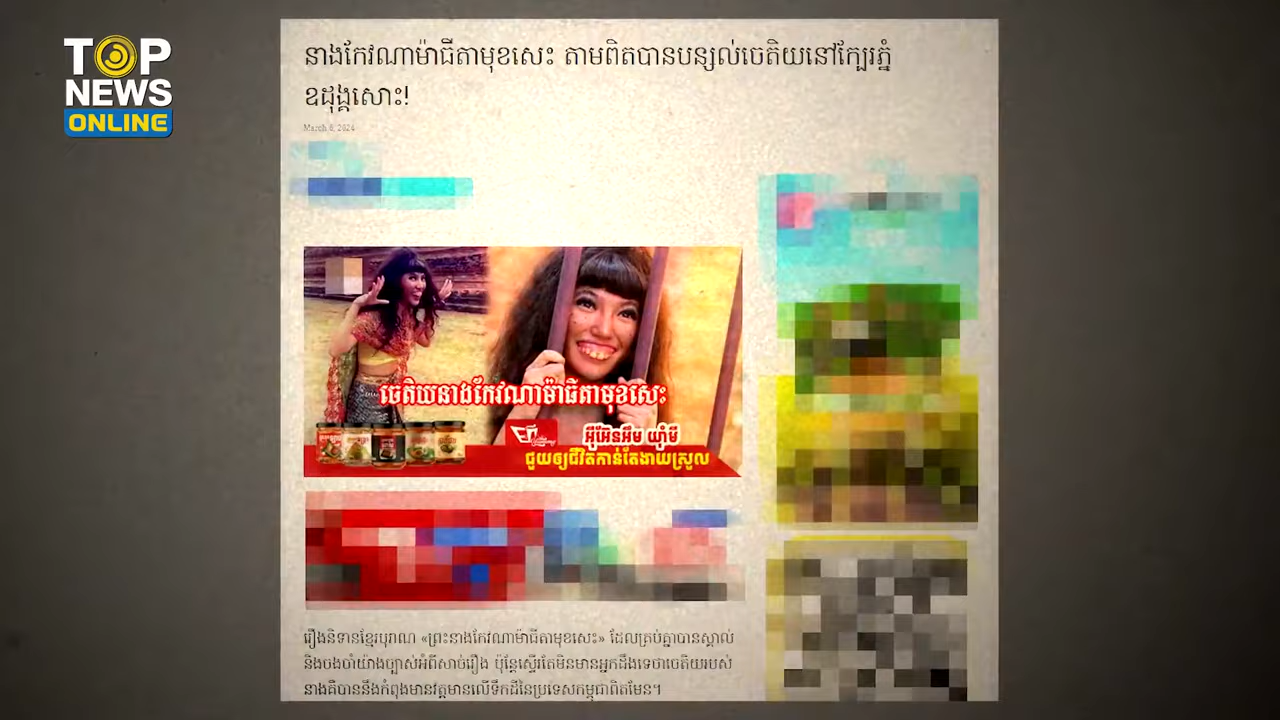 TOP
NEWS
ONLINE
នាងកែវណាម៉ាធីតាមុខសេះ តាមពិតបានបន្សល់ចេតិយនៅក្បែរភ្នំ
ឧដុង្គសោះ!
March 8, 2024
ចេតិយនាងកែវណាម៉ាធីតាមុខសេះ
អ៊ីអ៊ែនអឹម យ៉ាំមី
ជួយឲ្យជីវិតកាន់តែងាយស្រួល
រឿងនិទានខ្មែរបុរាណ «ព្រះនាងកែវណាម៉ាធីតាមុខសេះ» ដែលគ្រប់គ្នាបានស្គាល់
និងចងចាំយ៉ាងច្បាស់អំពីសាច់រឿង ប៉ុន្តែស្ទើរតែមិនមានអ្នកដឹងទេថាចេតិយរបស់
នាងគឺបាននឹងកំពុងមានវត្តមានលើទឹកដីនៃប្រទេសកម្ពុជាពិតមែន។